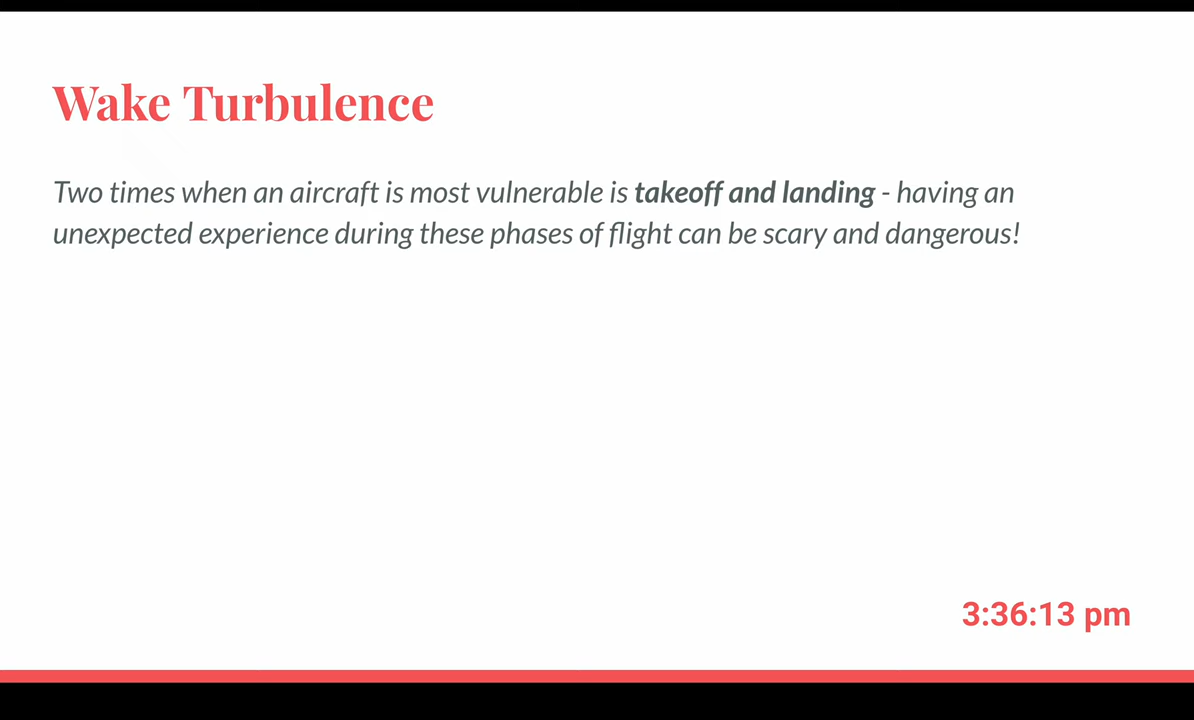 Wake Turbulence
Two times when an aircraft is most vulnerable is takeoff and landing - having an
unexpected experience during these phases of flight can be scary and dangerous!
3:36:13 pm